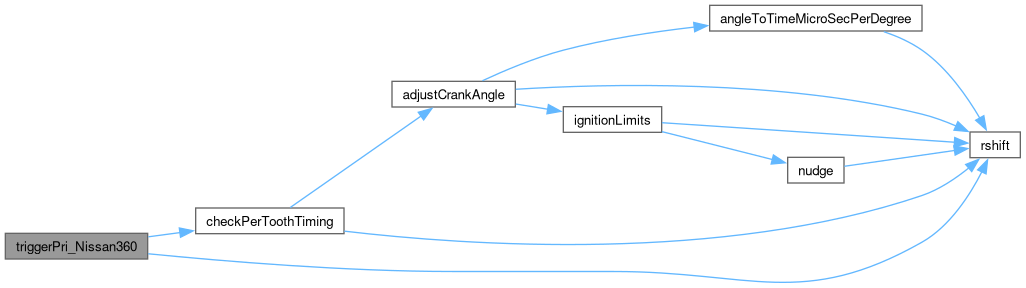 angleToTimeMicroSecPerDegree
adjustCrankAngle
ignitionLimits
rshift
nudge
checkPerToothTiming
triggerPri_Nissan360